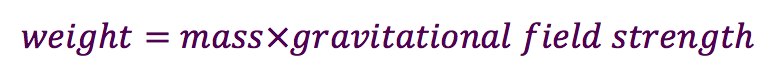 weight = mass×gravitational field strength